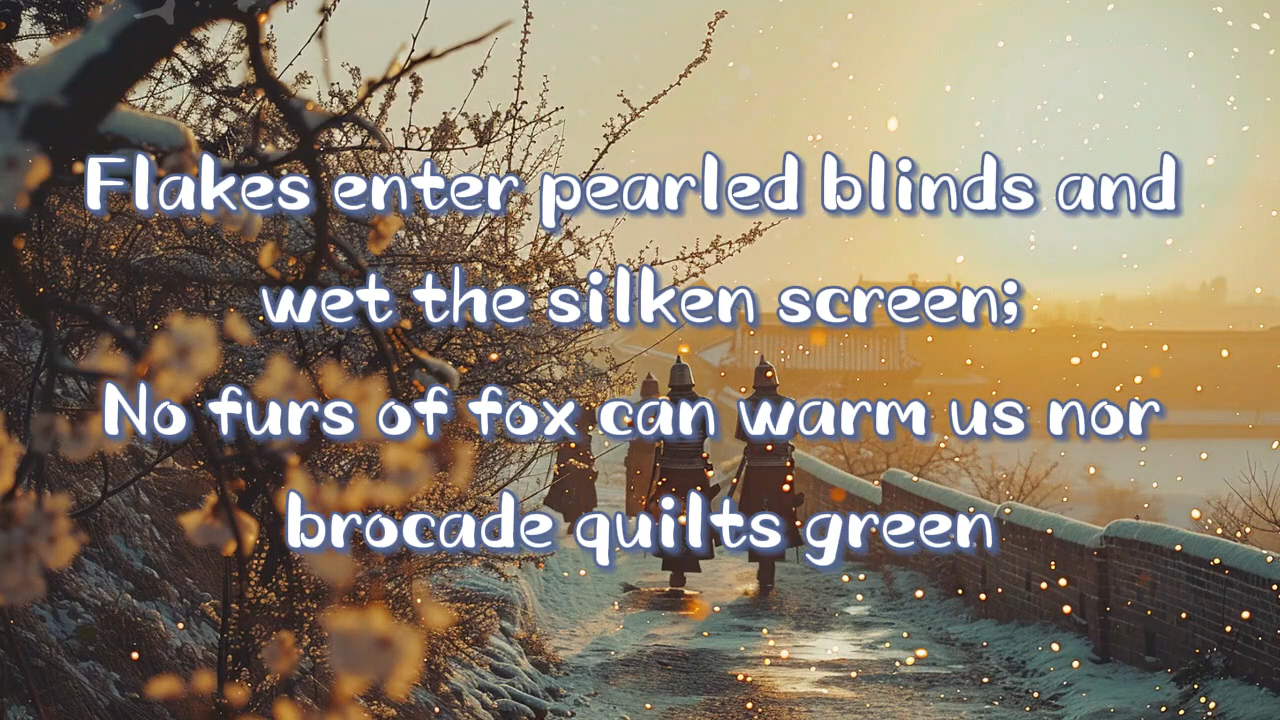 Flakes enter pearled blinds and
wet the silken screen;
No furs of fox can warm us nor
brocade quilts green